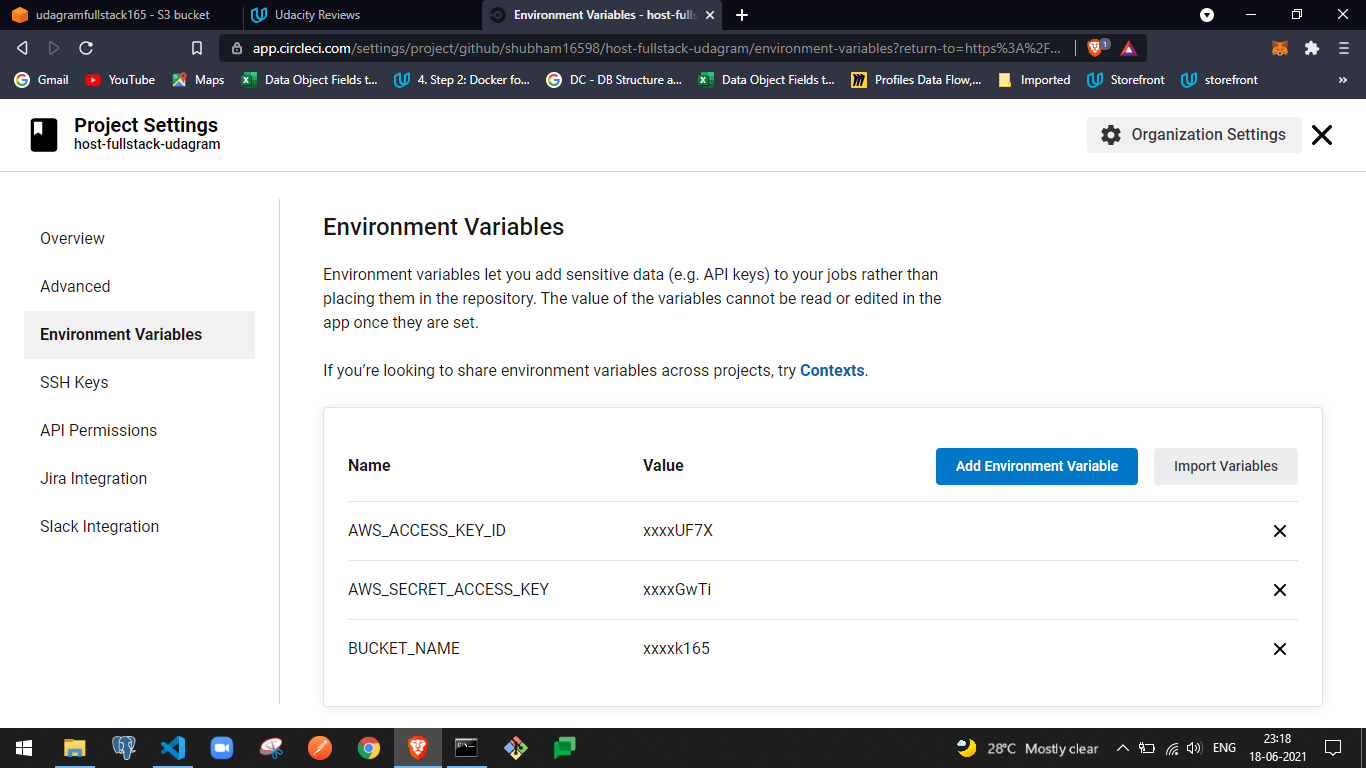 udagramfullstack165 - S3 bucket
Udacity Reviews
Environment Variables - host-fulls
app.circleci.com/settings/project/github/shubham16598/host-fullstack-udagram/environment-variables?return-to=https%3A%2F...
1
Gmail
YouTube
Maps
Data Object Fields t...
4. Step 2: Docker fo...
DC - DB Structure a...
Data Object Fields t...
Profiles Data Flow,...
Imported
Storefront
storefront
»
Project Settings
host-fullstack-udagram
Organization Settings
Overview
Advanced
Environment Variables
SSH Keys
API Permissions
Jira Integration
Slack Integration
Environment Variables
Environment variables let you add sensitive data (e.g. API keys) to your jobs rather than
placing them in the repository. The value of the variables cannot be read or edited in the
app once they are set.
If you’re looking to share environment variables across projects, try Contexts.
Name Value Add Environment Variable Import Variables
AWS_ACCESS_KEY_ID xxxxUF7X
AWS_SECRET_ACCESS_KEY xxxxGwTi
BUCKET_NAME xxxxk165
28°C Mostly clear
ENG
23:18
18-06-2021